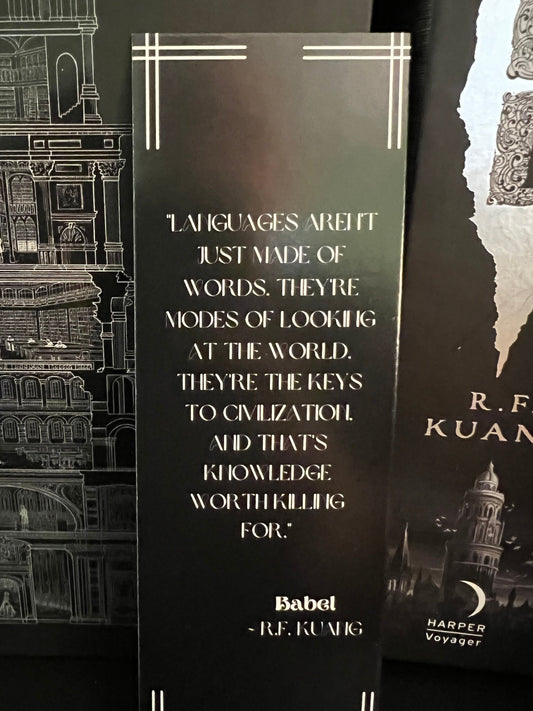 "LANGUAGES AREN'T
JUST MADE OF
WORDS. THEY'RE
MODES OF LOOKING
AT THE WORLD.
THEY'RE THE KEYS
TO CIVILIZATION.
AND THAT'S
KNOWLEDGE
WORTH KILLING
FOR."
Babel
- R.F. KUANG
R.F.
KUAN
HARPER
Voyager